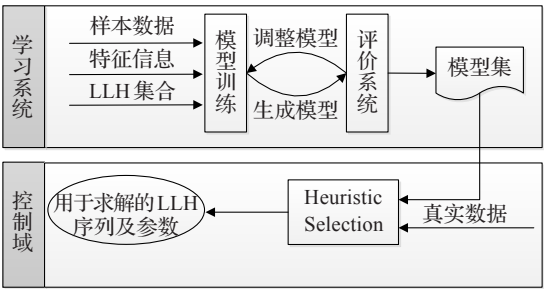 学习系统
样本数据
特征信息
LLH 集合
模型训练
调整模型
生成模型
评价系统
模型集
控制域
用于求解的LLH
序列及参数
Heuristic
Selection
真实数据